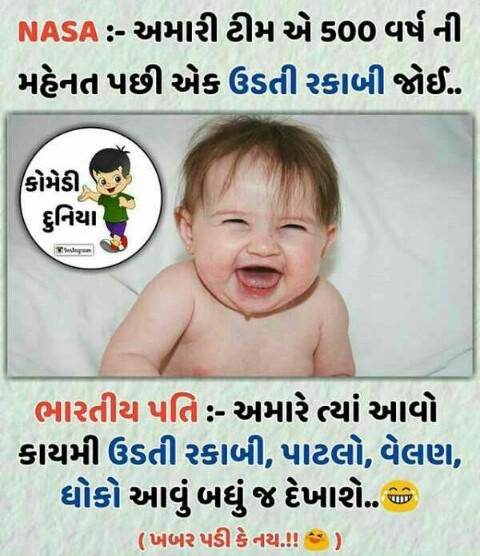 NASA :- અમારી ટીમ એ 500 વર્ષ ની
મહેનત પછી એક ઉડતી રકાબી જોઈ..
કોમેડી
દુનિયા
Instagram
ભારતીય પતિ :- અમારે ત્યાં આવો
કાયમી ઉડતી રકાબી, પાટલો, વેલણ,
ધોકો આવું બધું જ દેખાશે..😂
( ખબર પડી કે નય.!! 😆 )